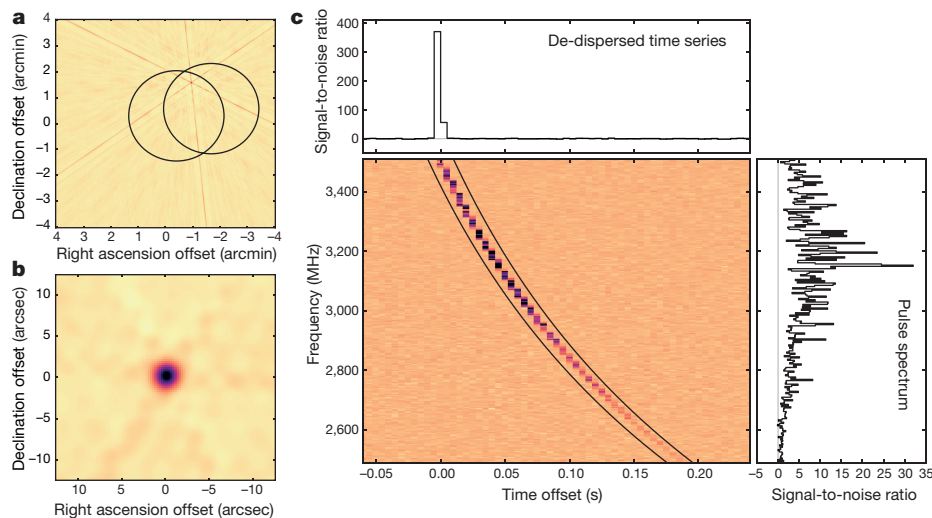 a
4
3
2
1
0
−1
−2
−3
−4
Declination offset (arcmin)
4 3 2 1 0 −1 −2 −3 −4
Right ascension offset (arcmin)
b
10
5
0
−5
−10
Declination offset (arcsec)
10 5 0 −5 −10
Right ascension offset (arcsec)
c
400
300
200
100
0
Signal-to-noise ratio
De-dispersed time series
3,400
3,200
3,000
2,800
2,600
Frequency (MHz)
−0.05 0.00 0.05 0.10 0.15 0.20
Time offset (s)
Pulse spectrum
−5 0 5 10 15 20 25 30 35
Signal-to-noise ratio